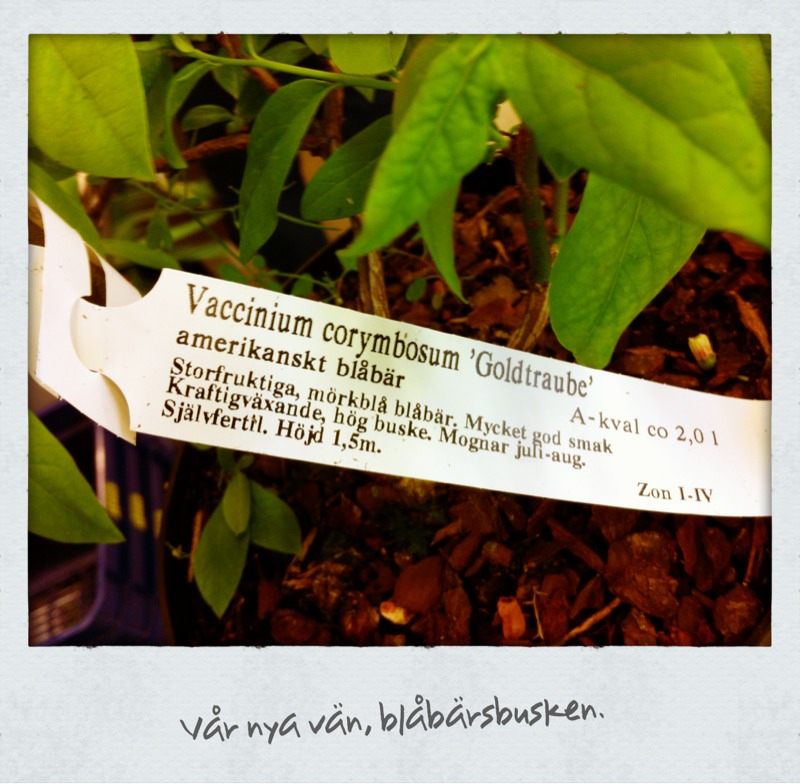 Vaccinium corymbosum 'Goldtraube'
amerikanskt blåbär
A-kval co 2,0 l
Storfruktiga, mörkblå blåbär. Mycket god smak
Kraftigväxande, hög buske. Mognar juli-aug.
Självfertil. Höjd 1,5m.
Zon I-IV
Vår nya vän, blåbärsbusken.